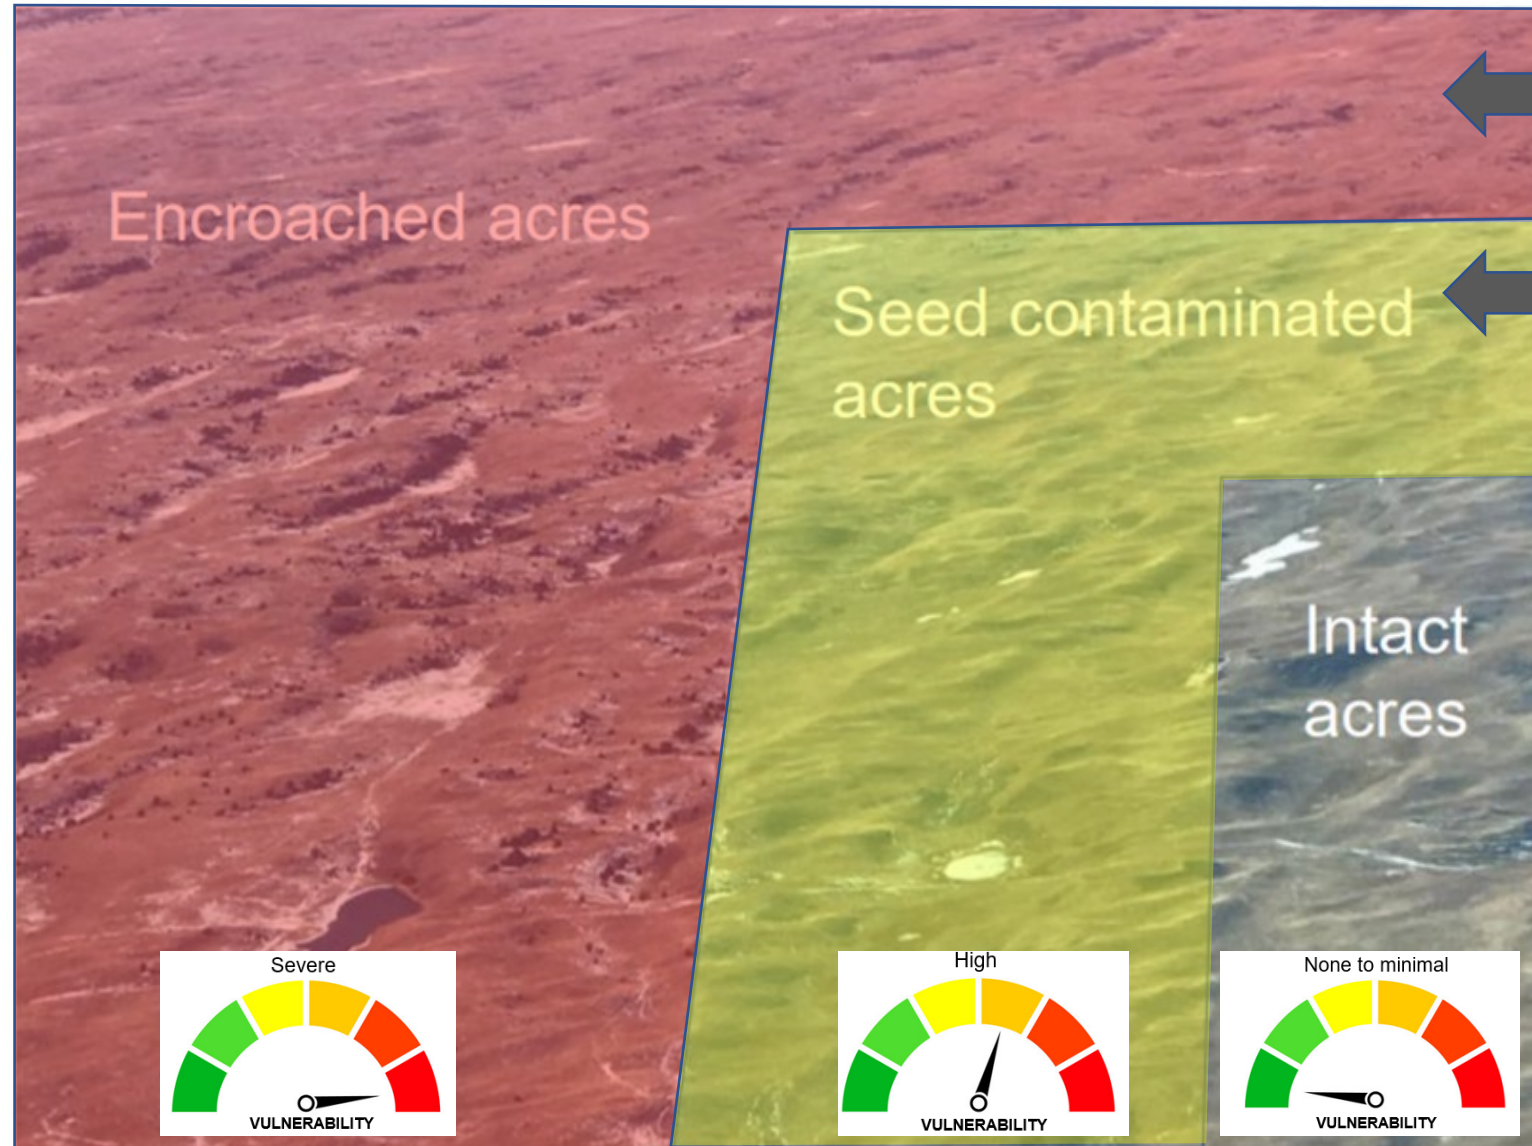 Encroached acres
Seed contaminated
acres
Intact
acres
Severe
VULNERABILITY
High
VULNERABILITY
None to minimal
VULNERABILITY